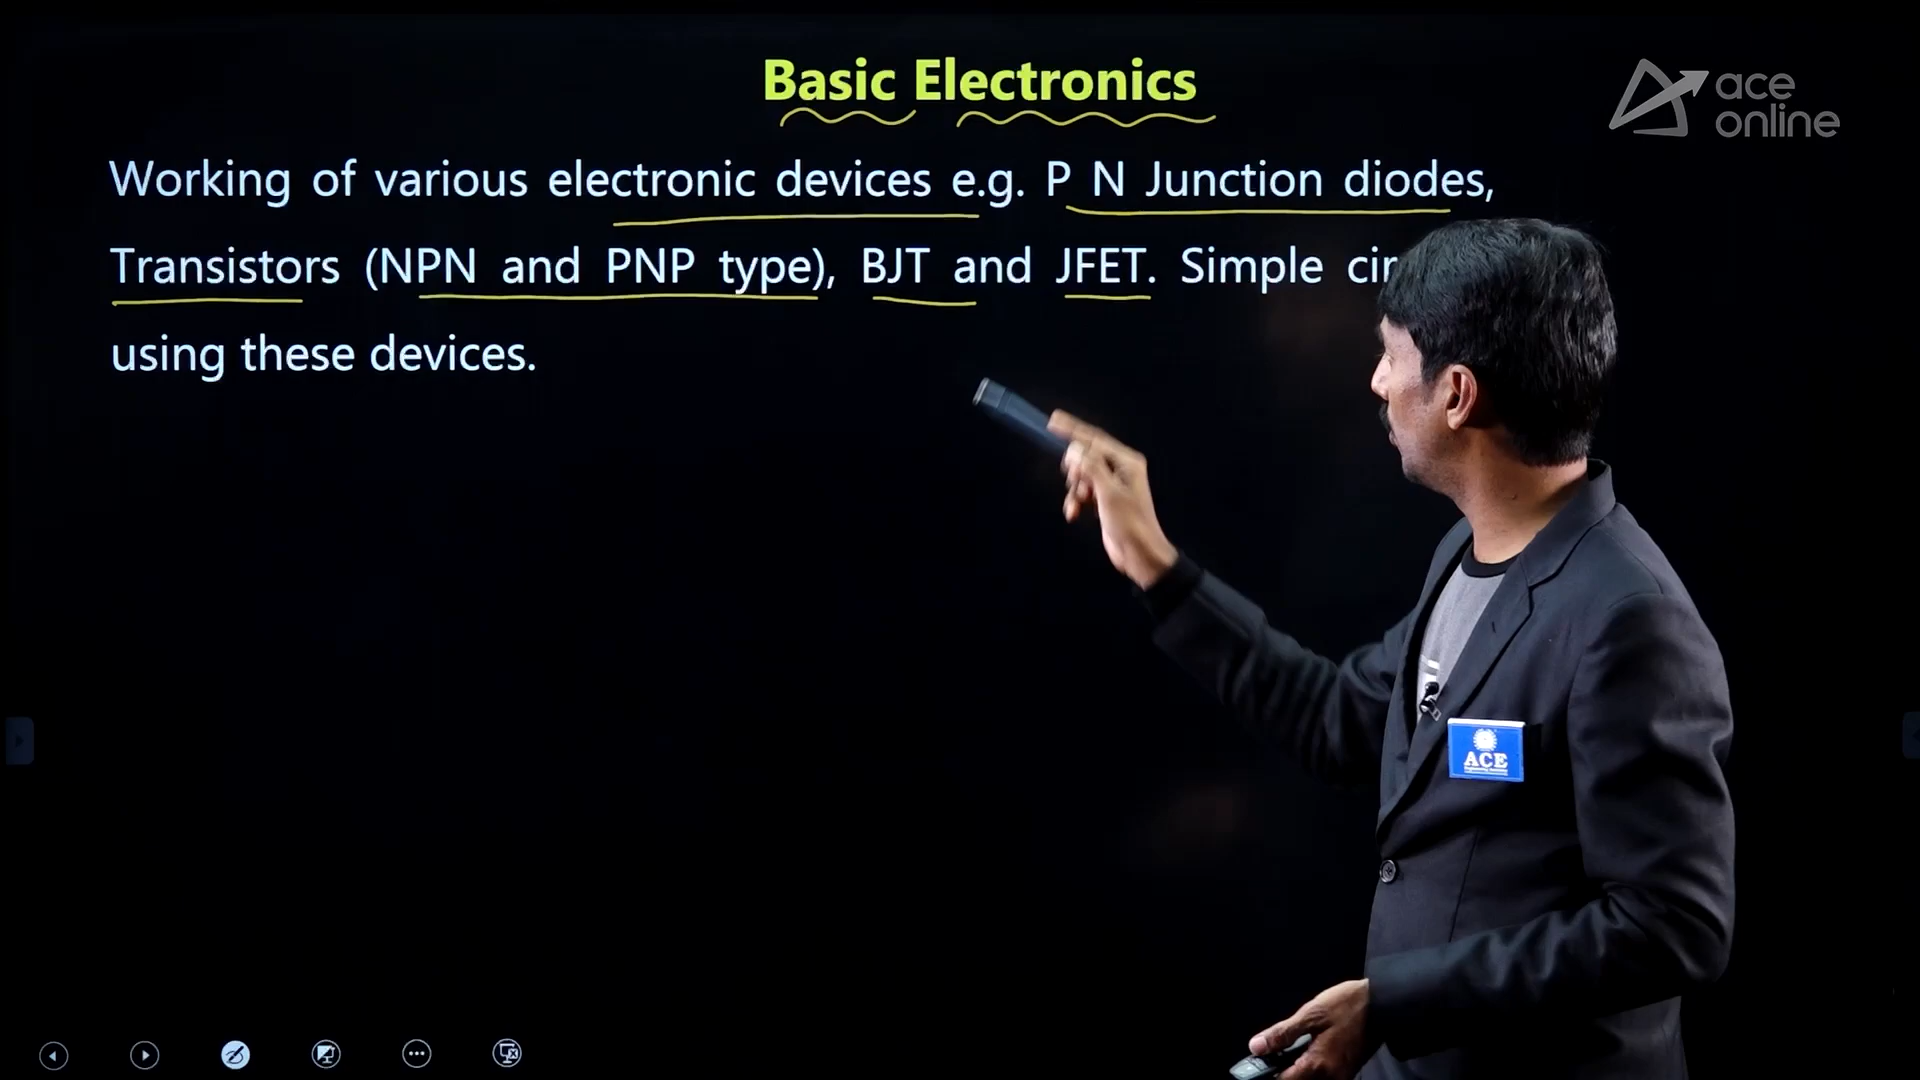 Basic Electronics
ace
online
Working of various electronic devices e.g. P N Junction diodes,
Transistors (NPN and PNP type), BJT and JFET. Simple cir
using these devices.
ACE